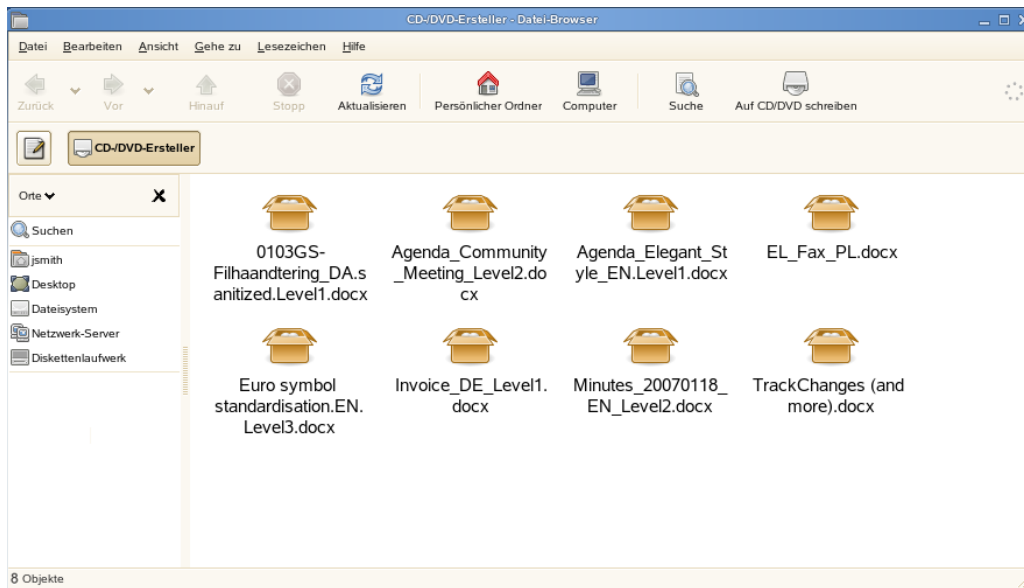 CD-/DVD-Ersteller - Datei-Browser
Datei Bearbeiten Ansicht Gehe zu Lesezeichen Hilfe
Zurück Vor Hinauf Stopp Aktualisieren Persönlicher Ordner Computer Suche Auf CD/DVD schreiben
CD-/DVD-Ersteller
Orte
Suchen
jsmith
Desktop
Dateisystem
Netzwerk-Server
Diskettenlaufwerk
0103GS-
Filhaandtering_DA.s
anitized.Level1.docx
Agenda_Community
_Meeting_Level2.do
cx
Agenda_Elegant_St
yle_EN.Level1.docx
EL_Fax_PL.docx
Euro symbol
standardisation.EN.
Level3.docx
Invoice_DE_Level1.
docx
Minutes_20070118_
EN_Level2.docx
TrackChanges (and
more).docx
8 Objekte